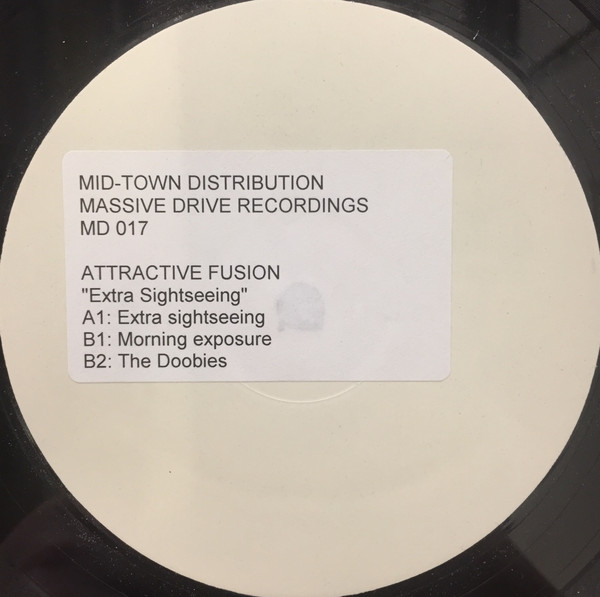 MID-TOWN DISTRIBUTION
MASSIVE DRIVE RECORDINGS
MD 017
ATTRACTIVE FUSION
"Extra Sightseeing"
A1: Extra sightseeing
B1: Morning exposure
B2: The Doobies